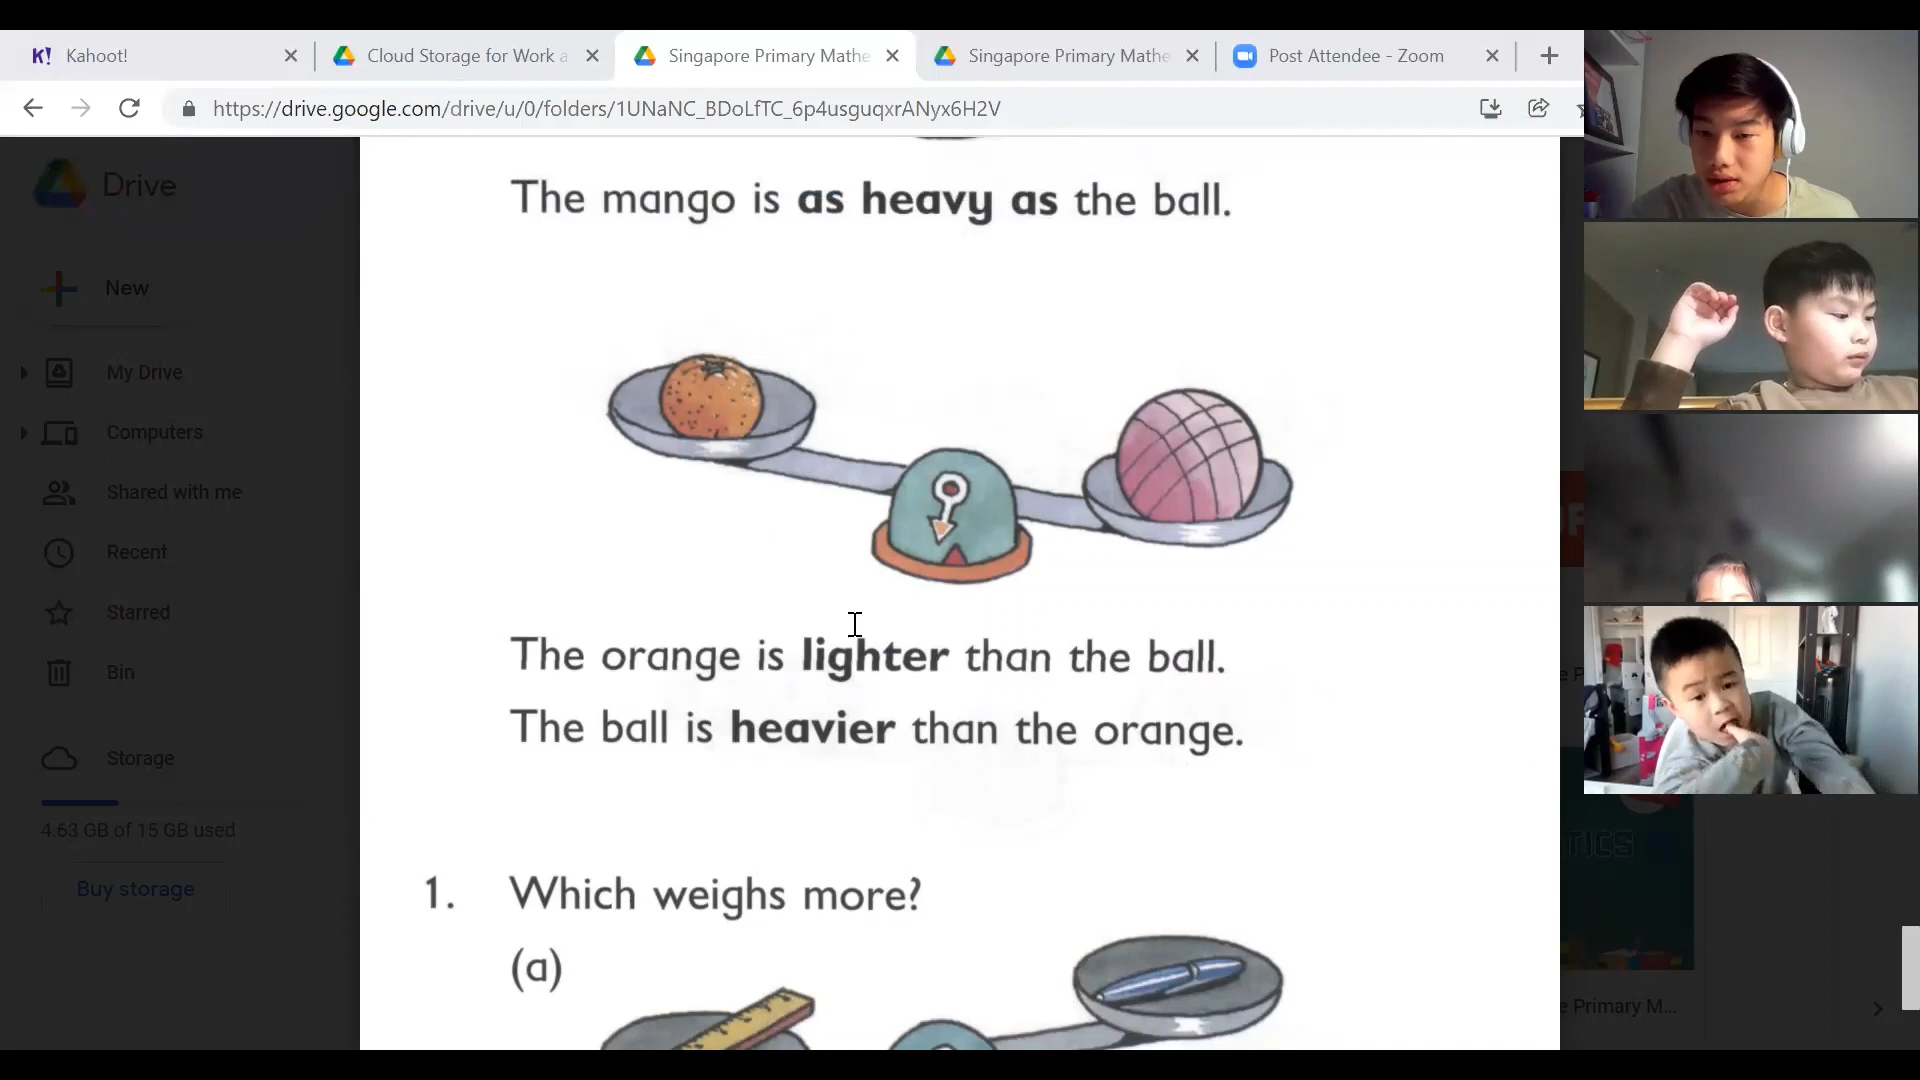 Kahoot!
Cloud Storage for Work a
Singapore Primary Mathe
Singapore Primary Mathe
Post Attendee - Zoom
https://drive.google.com/drive/u/0/folders/1UNaNC_BDoLfTC_6p4usguqxrANyx6H2V
Drive
New
My Drive
Computers
Shared with me
Recent
Starred
Bin
Storage
4.63 GB of 15 GB used
Buy storage
The mango is as heavy as the ball.
The orange is lighter than the ball.
The ball is heavier than the orange.
1. Which weighs more?
(a)
TICS
e Primary M...